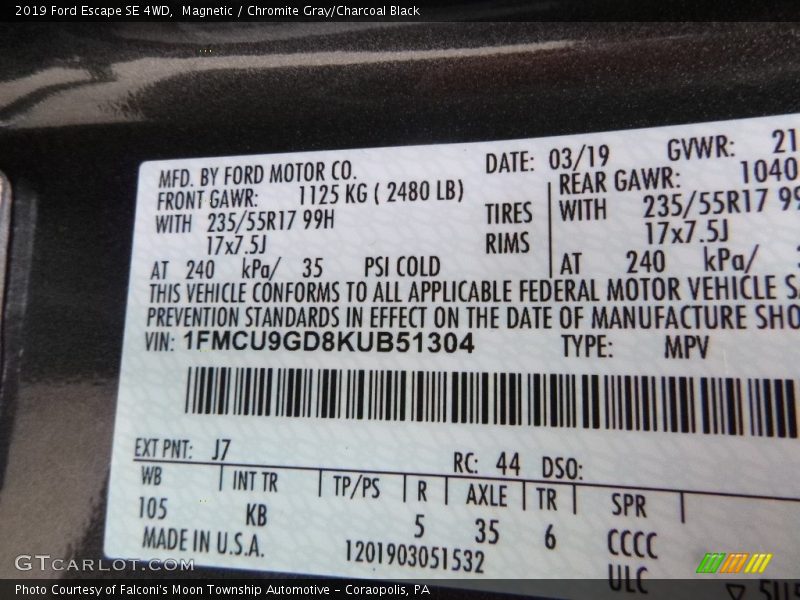 2019 Ford Escape SE 4WD, Magnetic / Chromite Gray/Charcoal Black
MFD. BY FORD MOTOR CO. DATE: 03/19 GVWR: 21
FRONT GAWR: 1125 KG ( 2480 LB) REAR GAWR: 1040
WITH 235/55R17 99H TIRES WITH 235/55R17 99
17x7.5J RIMS 17x7.5J
AT 240 kPa/ 35 PSI COLD AT 240 kPa/
THIS VEHICLE CONFORMS TO ALL APPLICABLE FEDERAL MOTOR VEHICLE S
PREVENTION STANDARDS IN EFFECT ON THE DATE OF MANUFACTURE SHO
VIN: 1FMCU9GD8KUB51304 TYPE: MPV
EXT PNT: J7 RC: 44 DSO:
WB INT TR TP/PS R AXLE TR SPR
105 KB 5 35 6 CCCC
MADE IN U.S.A. 1201903051532 ULC
GTCARLOT.COM
Photo Courtesy of Falconi's Moon Township Automotive - Coraopolis, PA